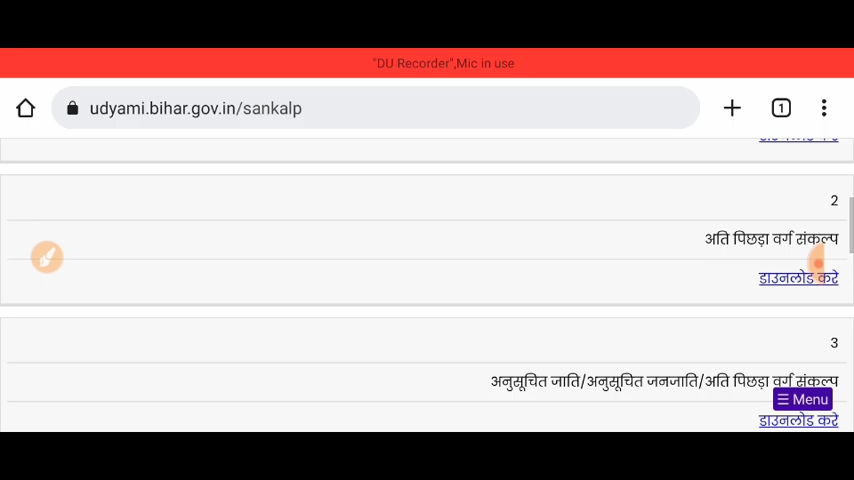 "DU Recorder",Mic in use
udyami.bihar.gov.in/sankalp
1
2
अति पिछड़ा वर्ग संकल्प
डाउनलोड करे
3
अनुसूचित जाति/अनुसूचित जनजाति/अति पिछड़ा वर्ग संकल्प
☰ Menu
डाउनलोड करे